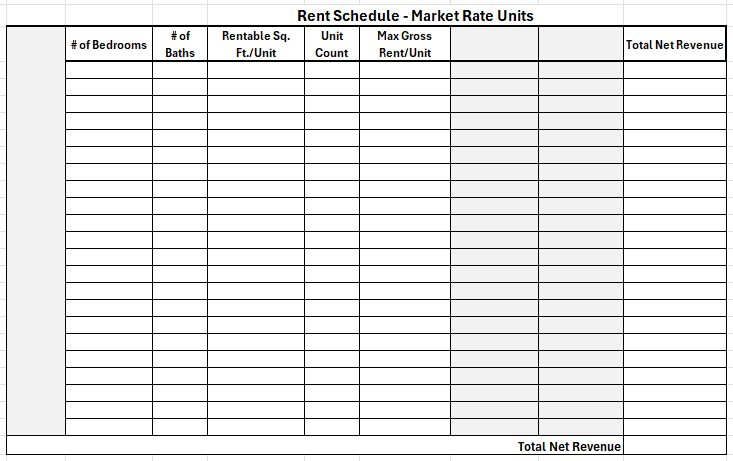 Rent Schedule - Market Rate Units
# of Bedrooms
# of
Baths
Rentable Sq.
Ft./Unit
Unit
Count
Max Gross
Rent/Unit
Total Net Revenue
Total Net Revenue